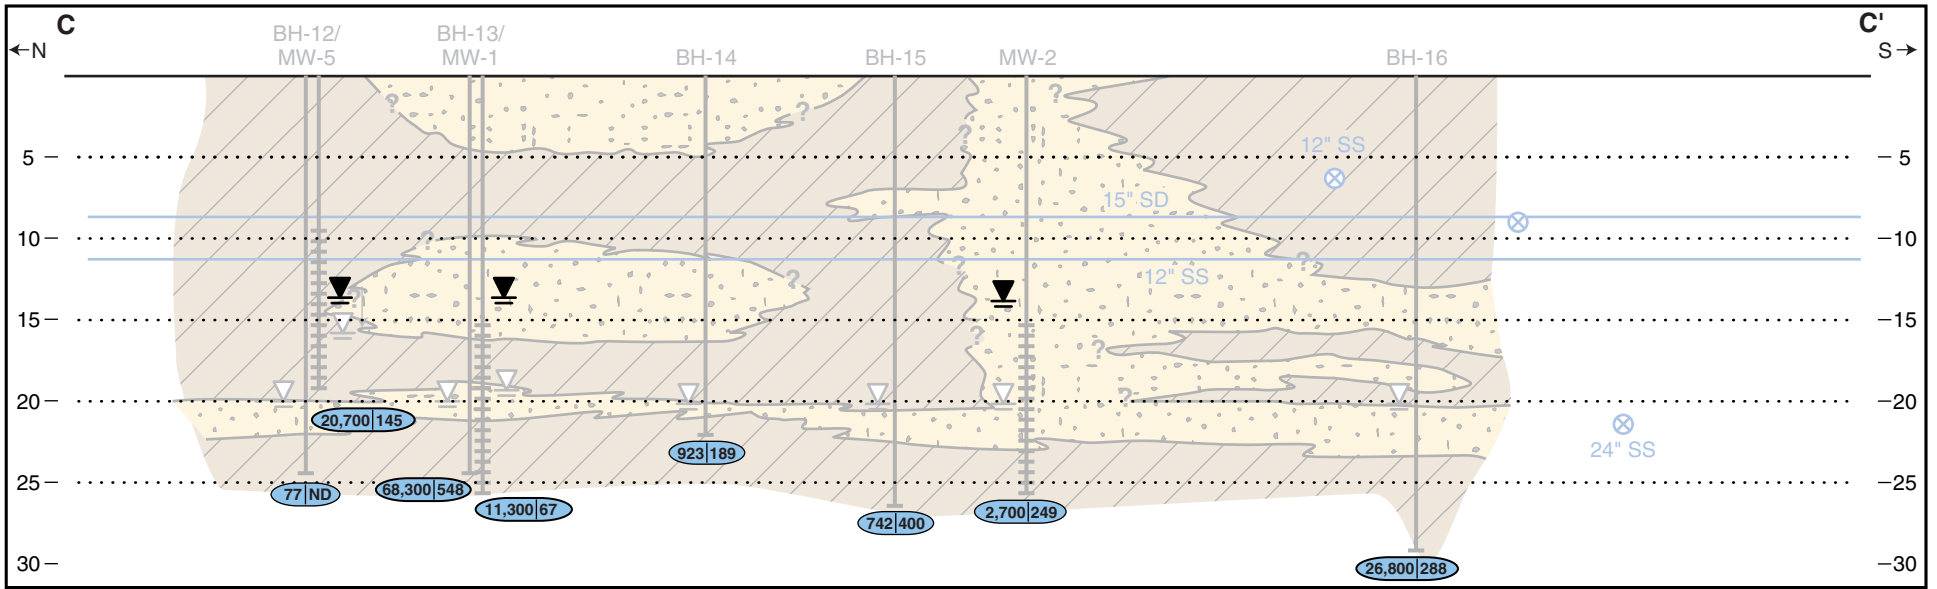 C
C'
←N
S→
BH-12/
MW-5
BH-13/
MW-1
BH-14
BH-15
MW-2
BH-16
?
?
?
?
12" SS
5
5
15" SD
10
10
?
?
?
?
12" SS
?
15
15
?
?
?
20
20
20,700|145
923|189
24" SS
25
25
77|ND
68,300|548
11,300|67
742|400
2,700|249
30
30
26,800|288